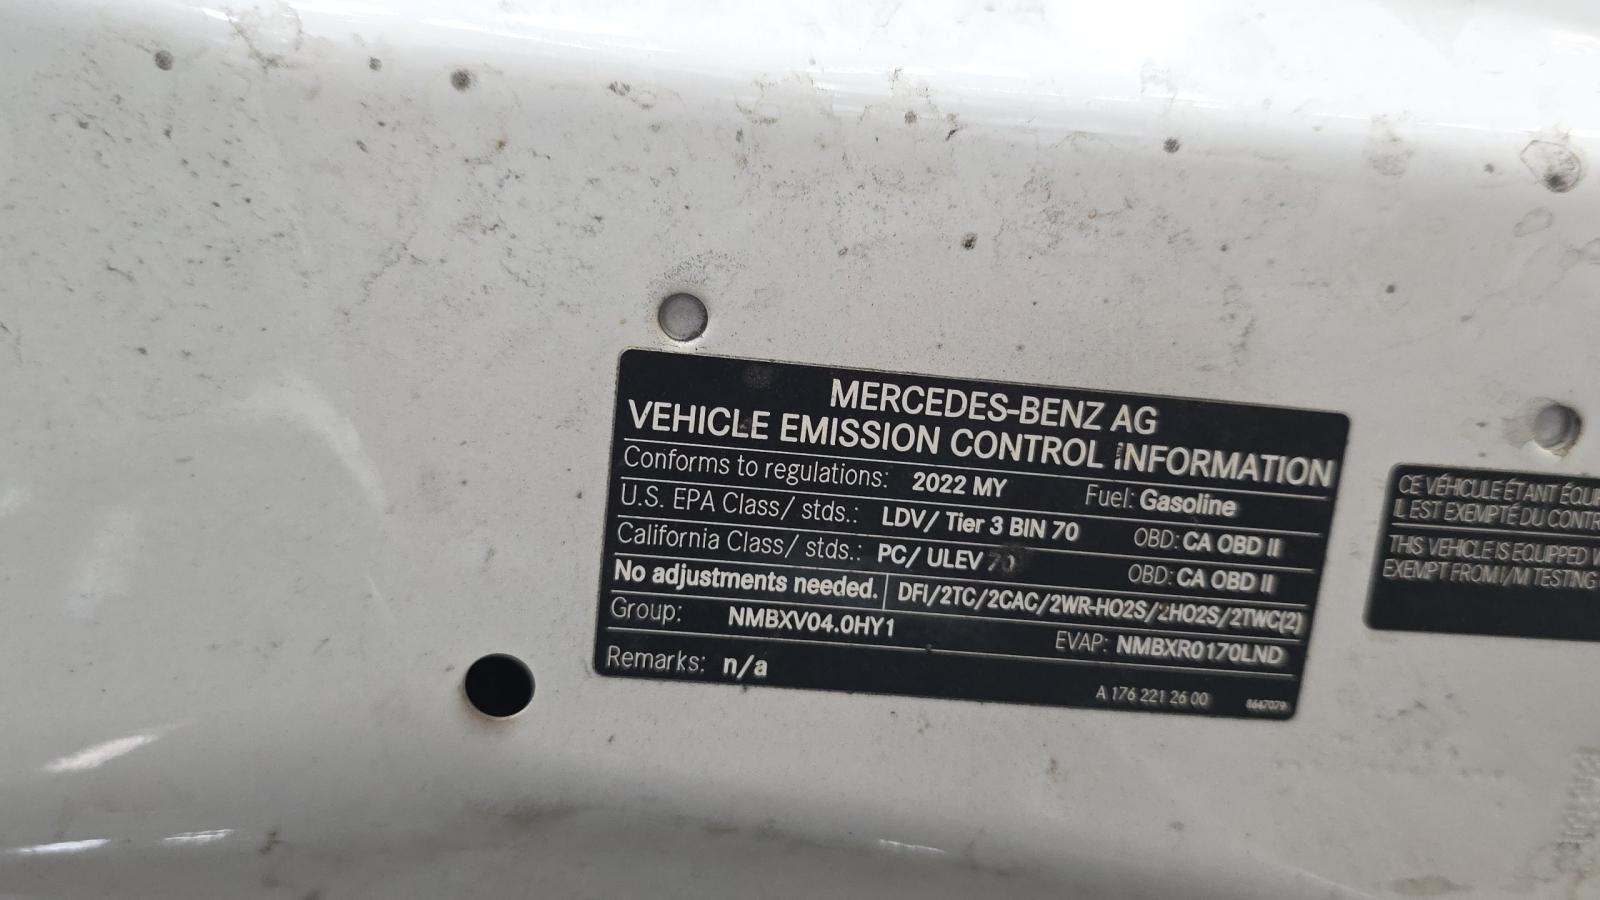 MERCEDES-BENZ AG
VEHICLE EMISSION CONTROL INFORMATION
Conforms to regulations: 2022 MY Fuel: Gasoline
U.S. EPA Class/ stds.: LDV/ Tier 3 BIN 70 OBD: CA OBD II
California Class/ stds.: PC/ ULEV 70 OBD: CA OBD II
No adjustments needed. DFI/2TC/2CAC/2WR-HO2S/2HO2S/2TWC(2)
Group: NMBXV04.0HY1 EVAP: NMBXR0170LND
Remarks: n/a
A 176 221 26 00
CE VÉHICULE ÉTANT ÉQUI
IL EST EXEMPTÉ DU CONTR
THIS VEHICLE IS EQUIPPED
EXEMPT FROM I/M TESTING